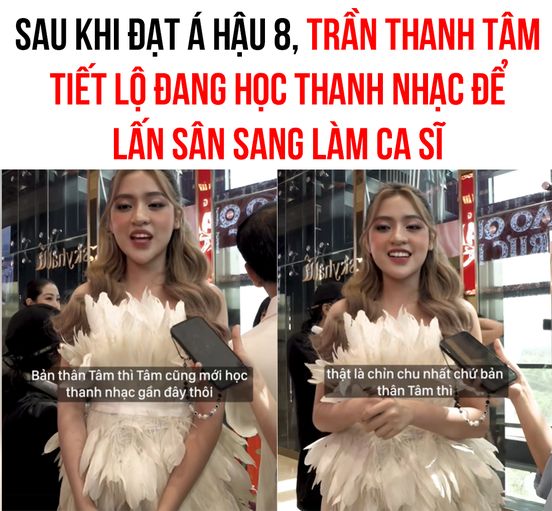 SAU KHI ĐẠT Á HẬU 8, TRẦN THANH TÂM
TIẾT LỘ ĐANG HỌC THANH NHẠC ĐỂ
LẤN SÂN SANG LÀM CA SĨ
Bản thân Tâm thì Tâm cũng mới học
thanh nhạc gần đây thôi
thật là chỉn chu nhất chứ bản
thân Tâm thì